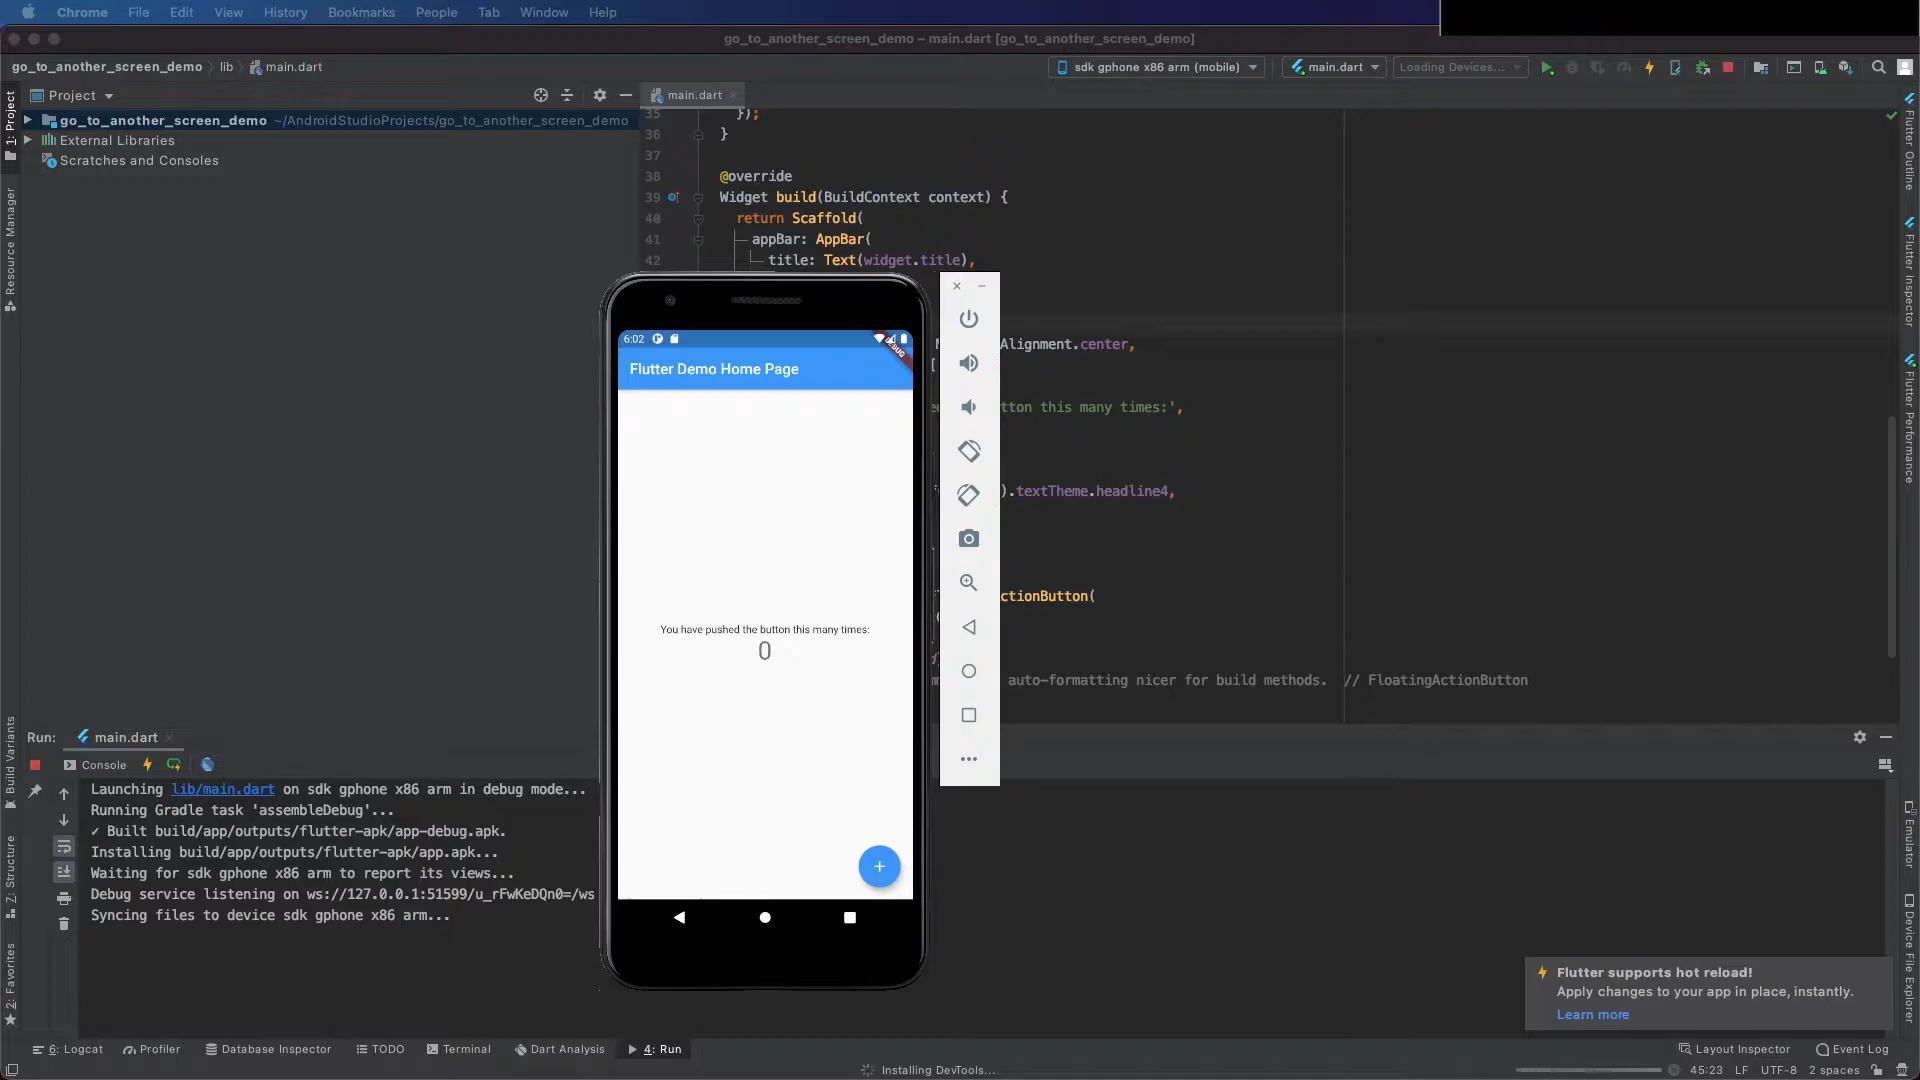 Chrome File Edit View History Bookmarks People Tab Window Help
go_to_another_screen_demo – main.dart [go_to_another_screen_demo]
go_to_another_screen_demo lib main.dart
sdk gphone x86 arm (mobile) main.dart Loading Devices...
Project
main.dart
go_to_another_screen_demo ~/AndroidStudioProjects/go_to_another_screen_demo
External Libraries
Scratches and Consoles
1: Project
Resource Manager
Build Variants
Z: Structure
2: Favorites
35 });
36 }
37
38 @override
39 Widget build(BuildContext context) {
40 return Scaffold(
41 appBar: AppBar(
42 title: Text(widget.title),
Alignment.center,
tton this many times:',
).textTheme.headline4,
ctionButton(
auto-formatting nicer for build methods. // FloatingActionButton
6:02
DEBUG
Flutter Demo Home Page
You have pushed the button this many times:
0
+
Flutter Outline
Flutter Inspector
Flutter Performance
Emulator
Device File Explorer
Run: main.dart
Console
Launching lib/main.dart on sdk gphone x86 arm in debug mode...
Running Gradle task 'assembleDebug'...
✓ Built build/app/outputs/flutter-apk/app-debug.apk.
Installing build/app/outputs/flutter-apk/app.apk...
Waiting for sdk gphone x86 arm to report its views...
Debug service listening on ws://127.0.0.1:51599/u_rFwKeDQn0=/ws
Syncing files to device sdk gphone x86 arm...
Flutter supports hot reload!
Apply changes to your app in place, instantly.
Learn more
6: Logcat Profiler Database Inspector TODO Terminal Dart Analysis 4: Run Layout Inspector Event Log
Installing DevTools... 45:23 LF UTF-8 2 spaces